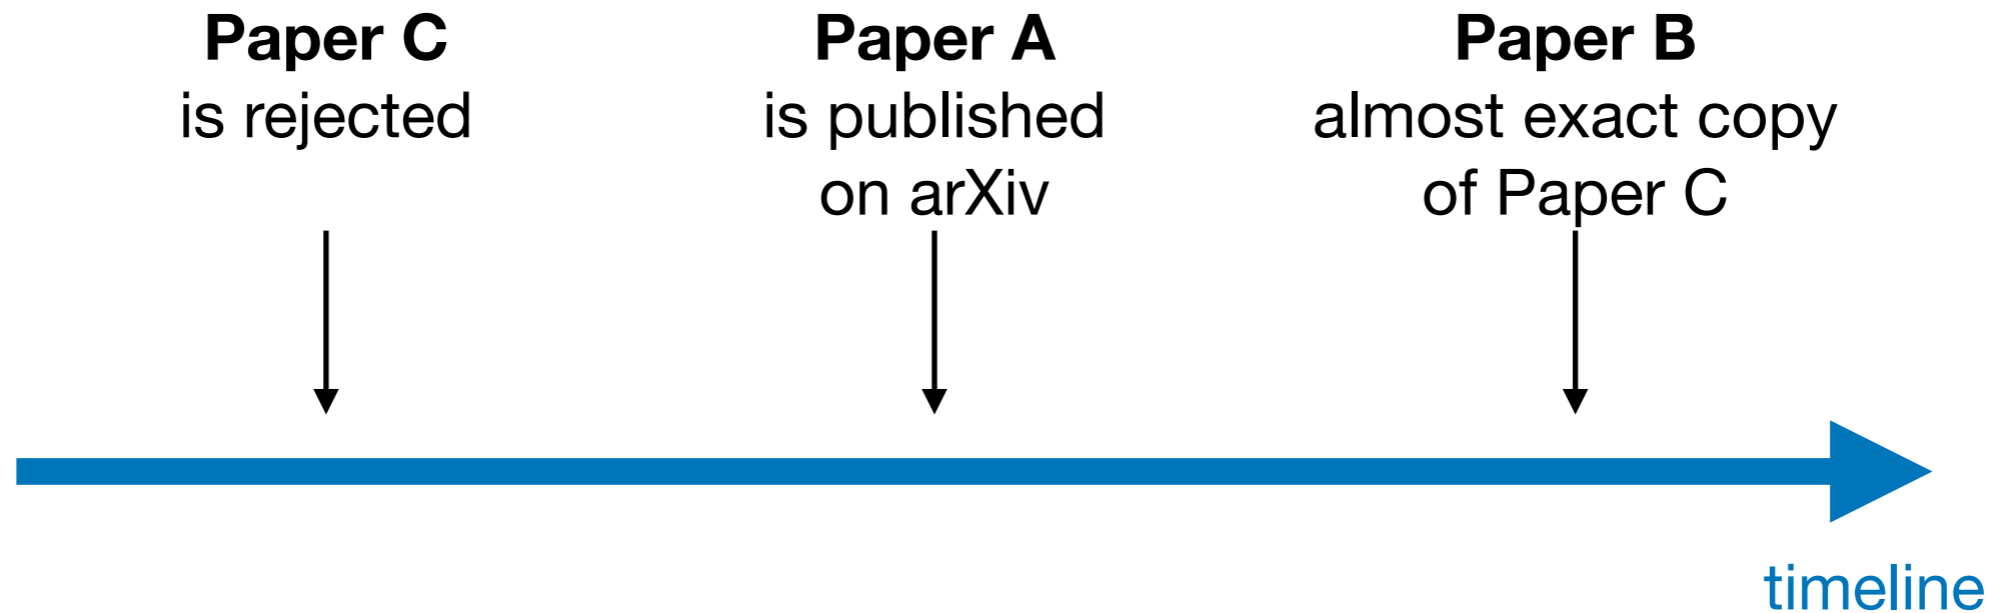 Paper C
is rejected
Paper A
is published
on arXiv
Paper B
almost exact copy
of Paper C
timeline